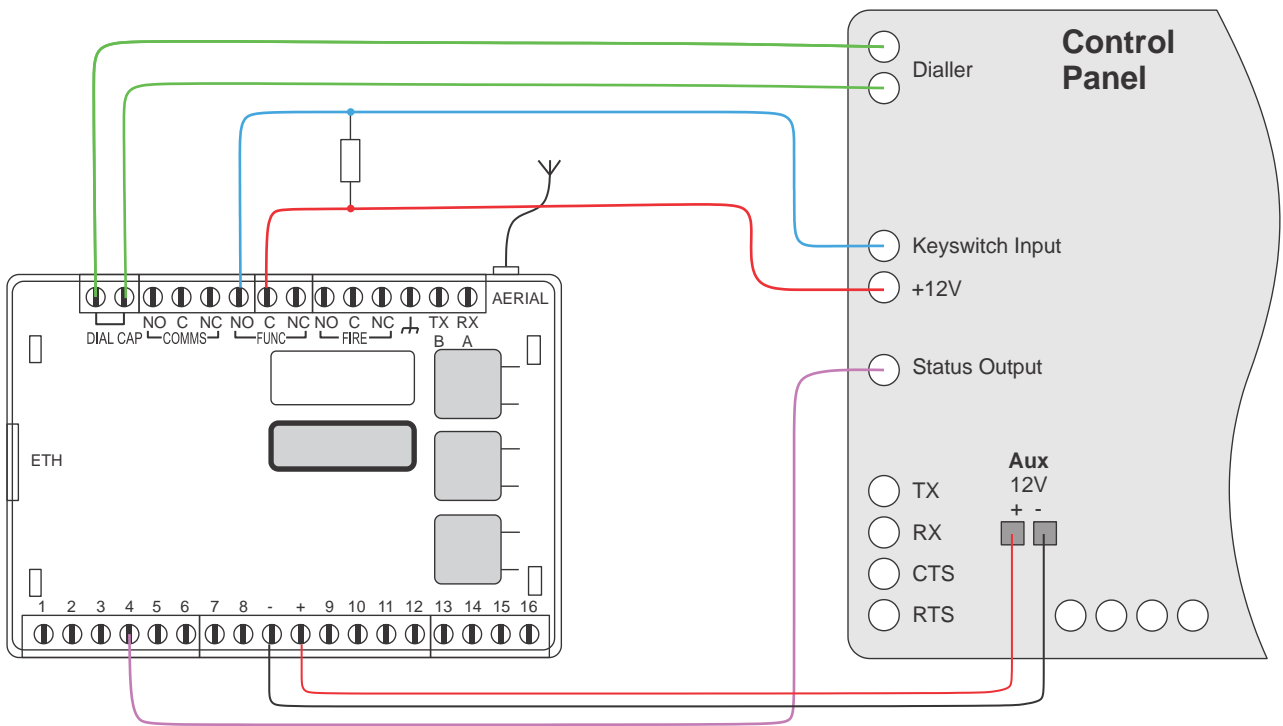 Control
Panel
Dialler
Keyswitch Input
+12V
Status Output
AERIAL
NO C NC NO C NC NO C NC TX RX
DIAL CAP COMMS FUNC FIRE B A
ETH
Aux
12V
+ -
TX
RX
CTS
RTS
1 2 3 4 5 6 7 8 - + 9 10 11 12 13 14 15 16